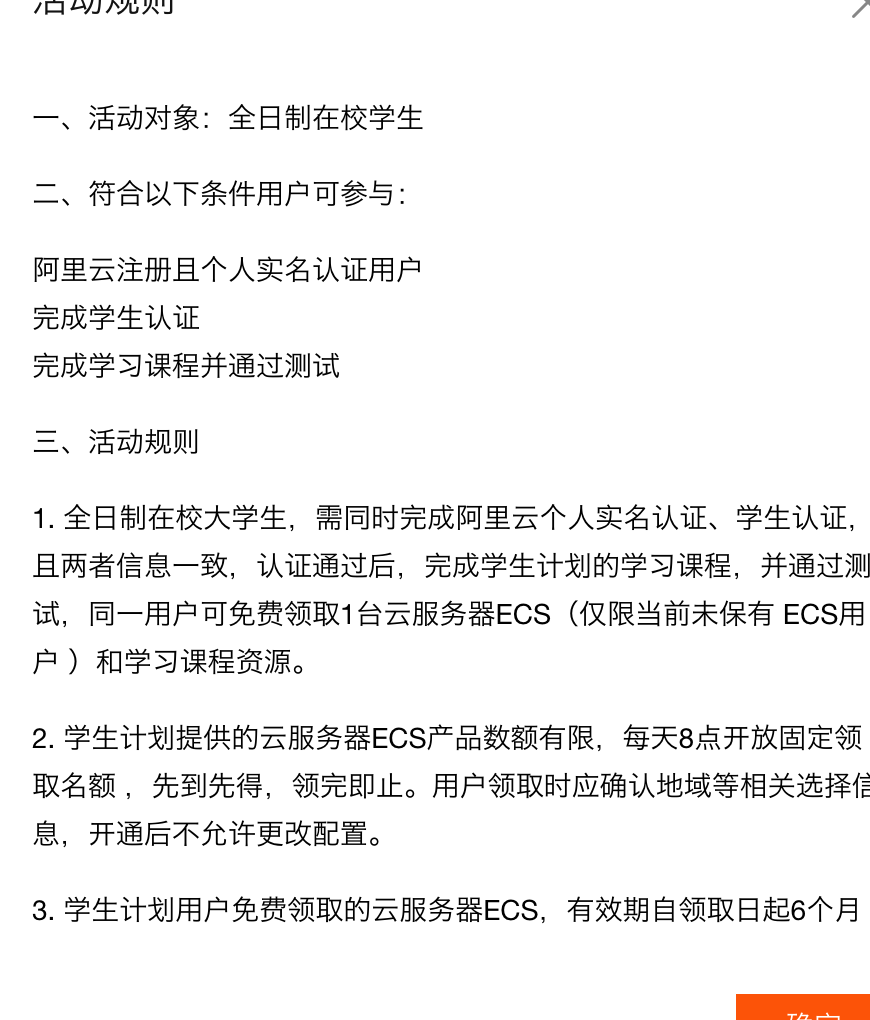 活动规则
一、活动对象：全日制在校学生
二、符合以下条件用户可参与：
阿里云注册且个人实名认证用户
完成学生认证
完成学习课程并通过测试
三、活动规则
1. 全日制在校大学生，需同时完成阿里云个人实名认证、学生认证，
且两者信息一致，认证通过后，完成学生计划的学习课程，并通过测
试，同一用户可免费领取1台云服务器ECS（仅限当前未保有 ECS用
户 ）和学习课程资源。
2. 学生计划提供的云服务器ECS产品数额有限，每天8点开放固定领
取名额 ，先到先得，领完即止。用户领取时应确认地域等相关选择信
息，开通后不允许更改配置。
3. 学生计划用户免费领取的云服务器ECS，有效期自领取日起6个月
确定